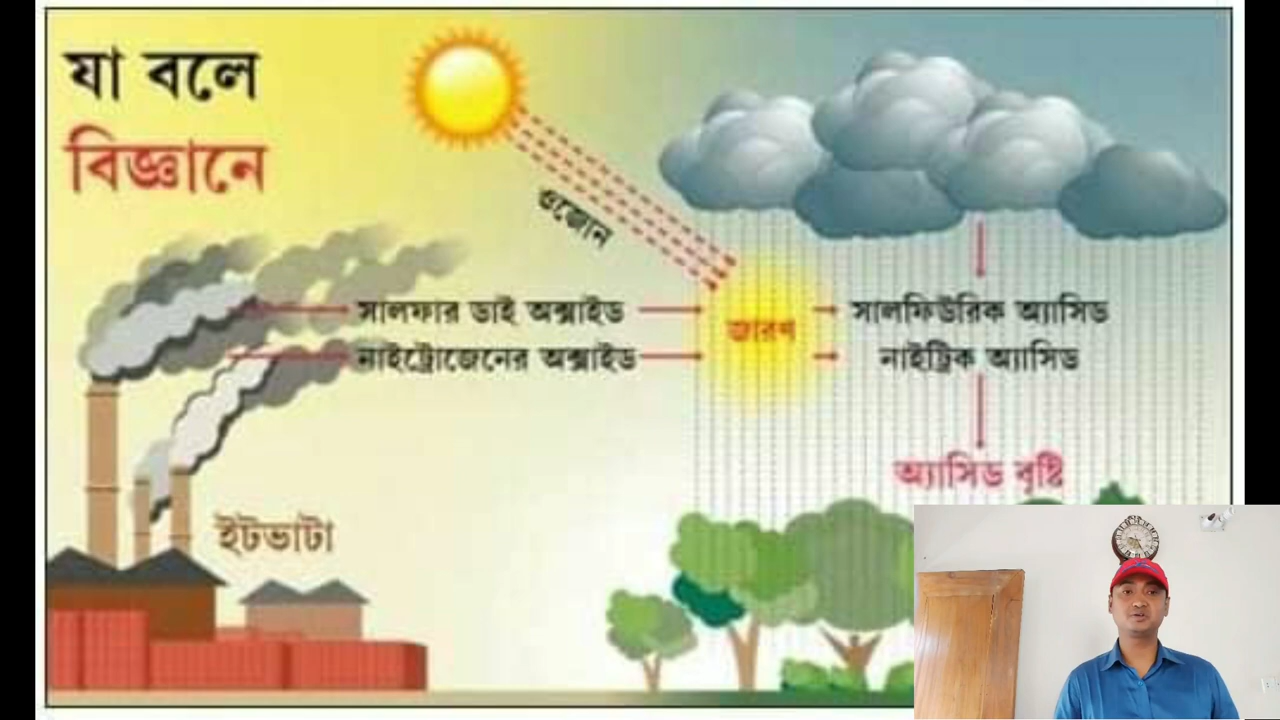 যা বলে
বিজ্ঞানে
ওজোন
সালফার ডাই অক্সাইড
জারণ
সালফিউরিক অ্যাসিড
নাইট্রোজেনের অক্সাইড
নাইট্রিক অ্যাসিড
অ্যাসিড বৃষ্টি
ইটভাটা